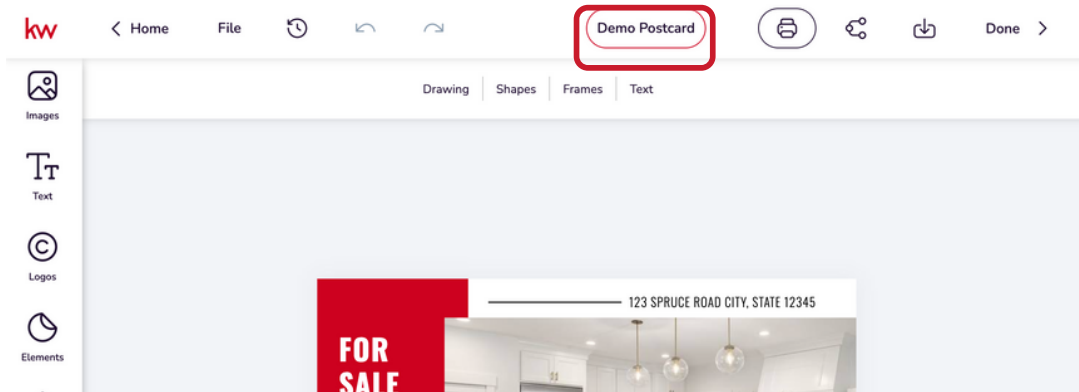 kw
Home File Demo Postcard Done
Drawing Shapes Frames Text
Images
Text
Logos
Elements
123 SPRUCE ROAD CITY, STATE 12345
FOR
SALE